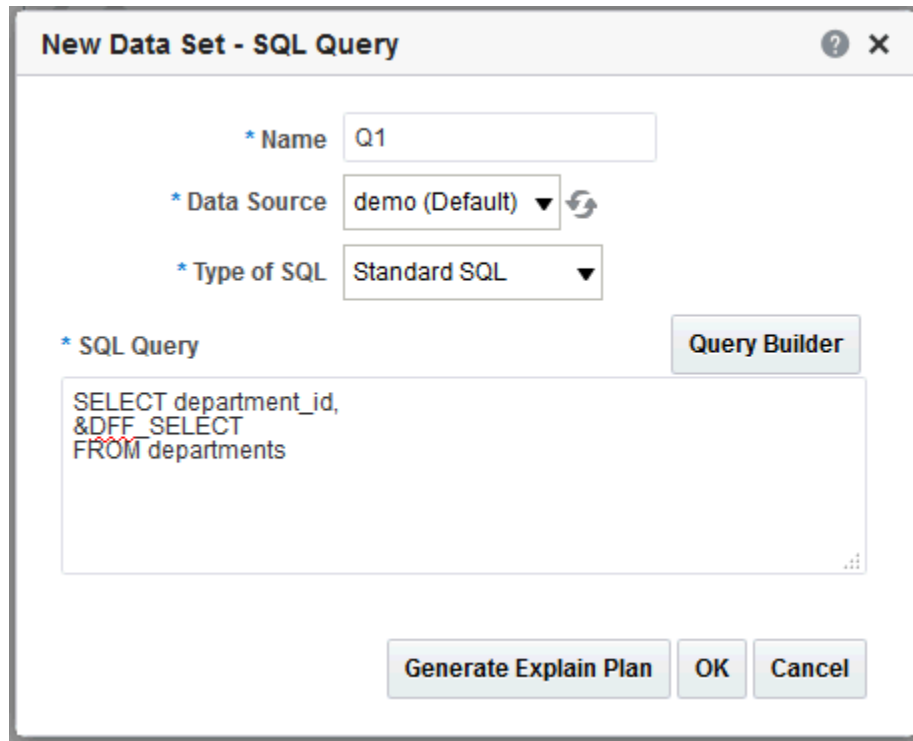 New Data Set - SQL Query
* Name Q1
* Data Source demo (Default)
* Type of SQL Standard SQL
* SQL Query Query Builder
SELECT department_id,
&DFF_SELECT
FROM departments
Generate Explain Plan OK Cancel